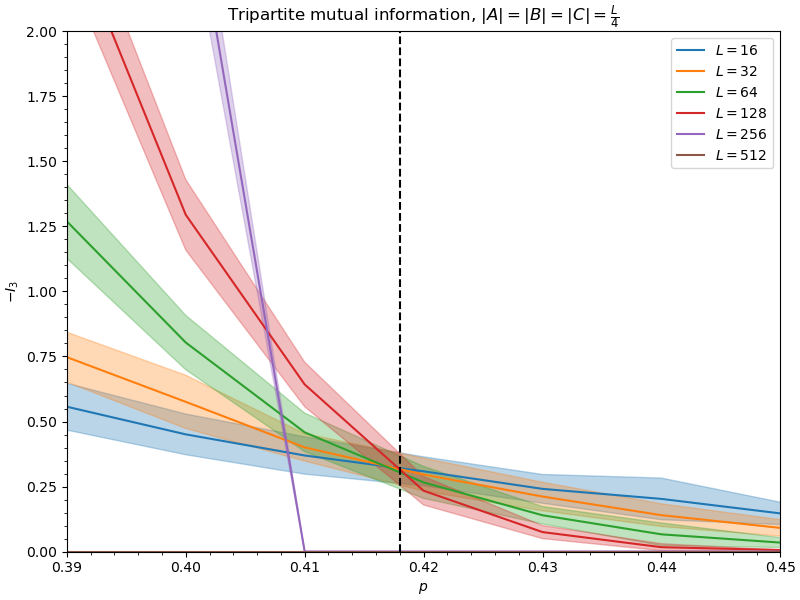 Tripartite mutual information, |A| = |B| = |C| = L/4
2.00
1.75
1.50
1.25
1.00
0.75
0.50
0.25
0.00
−I₃
0.39
0.40
0.41
0.42
0.43
0.44
0.45
p
L = 16
L = 32
L = 64
L = 128
L = 256
L = 512